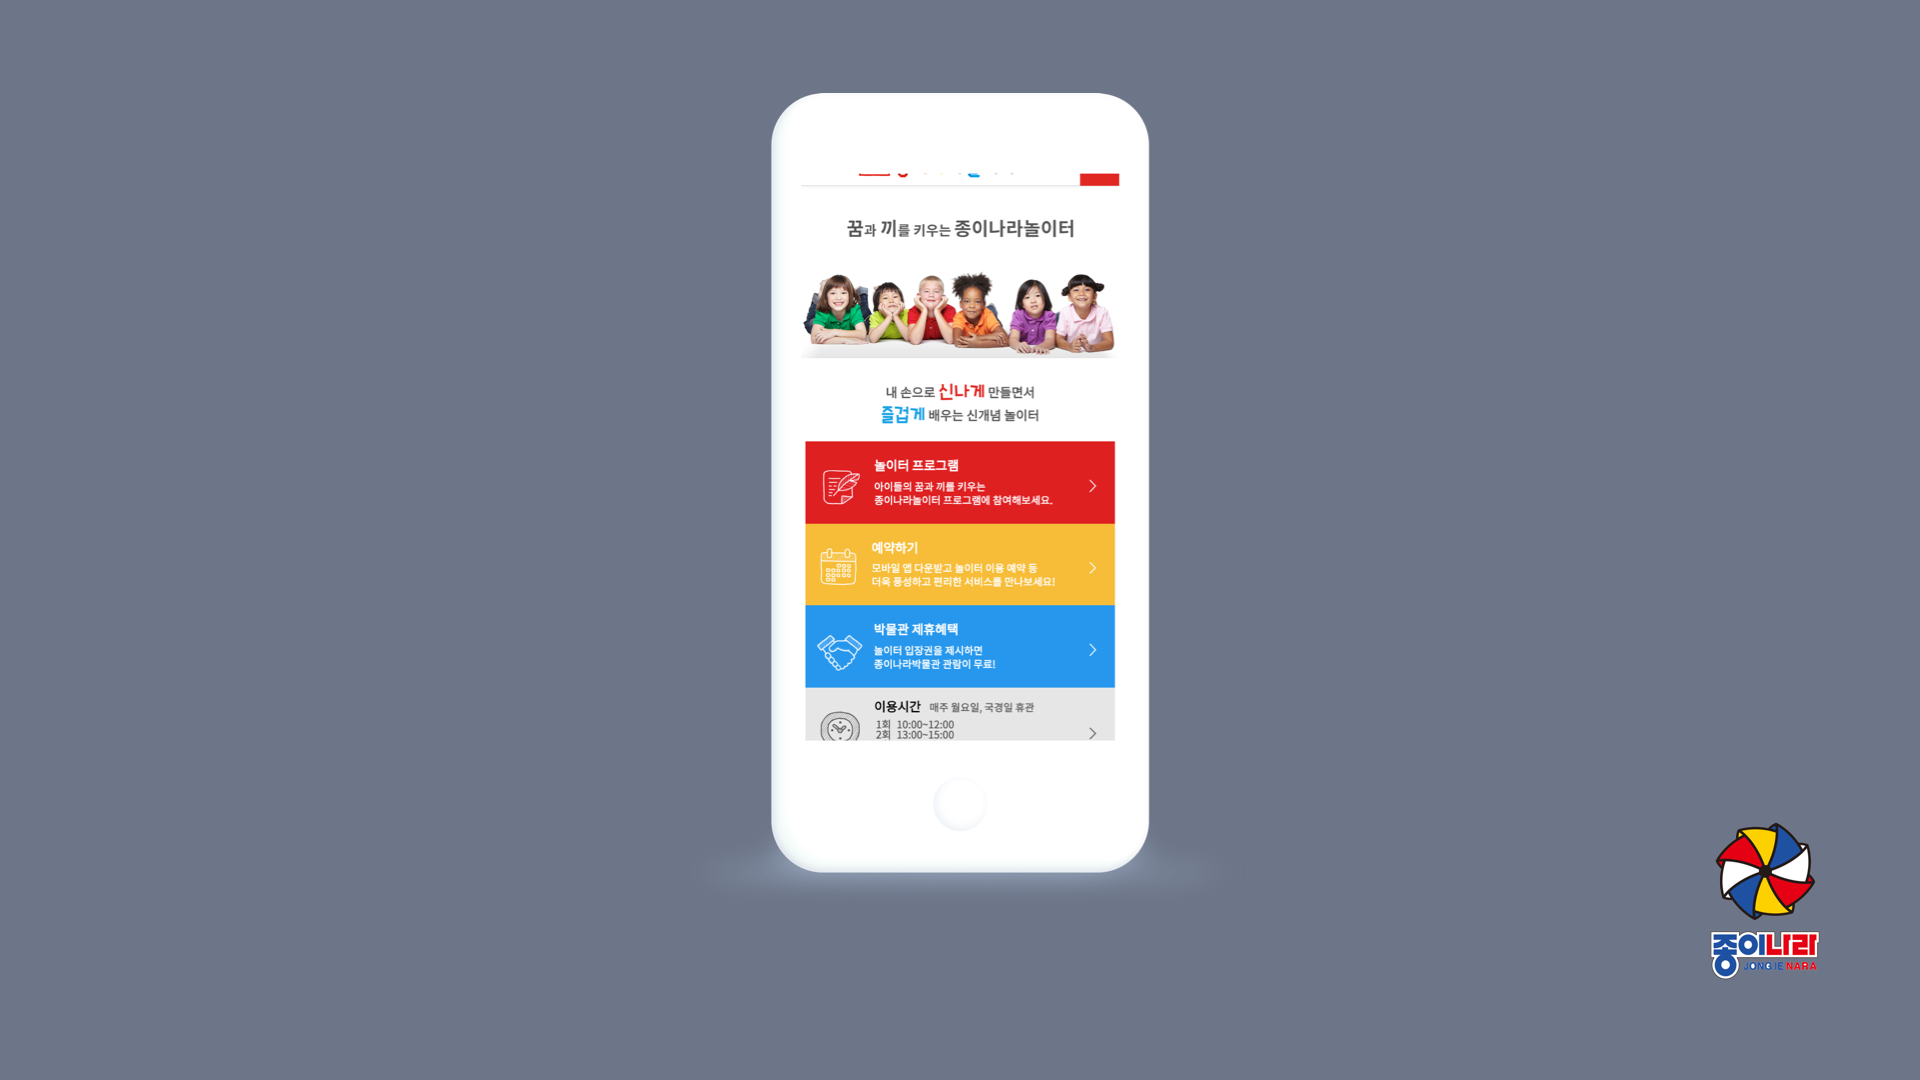 꿈과 끼를 키우는 종이나라놀이터
내 손으로 신나게 만들면서
즐겁게 배우는 신개념 놀이터
놀이터 프로그램
아이들의 꿈과 끼를 키우는
종이나라놀이터 프로그램에 참여해보세요.
예약하기
모바일 앱 다운받고 놀이터 이용 예약 등
더욱 풍성하고 편리한 서비스를 만나보세요!
박물관 제휴혜택
놀이터 입장권을 제시하면
종이나라박물관 관람이 무료!
이용시간 매주 월요일, 국경일 휴관
1회 10:00~12:00
2회 13:00~15:00
종이나라
JONG IE NARA